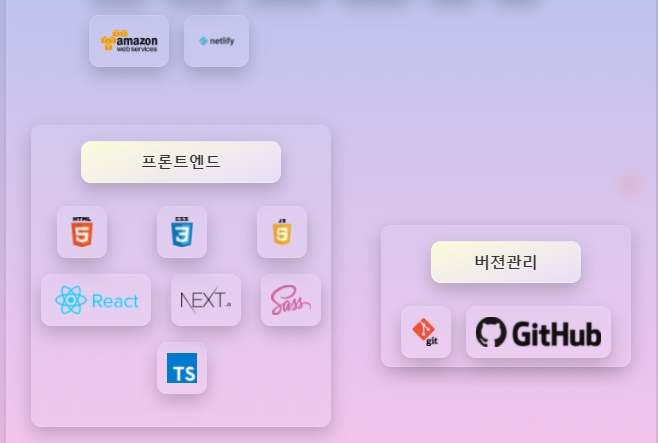 amazon
web services
netlify
프론트엔드
HTML
5
CSS
3
JS
5
React
NEXT.JS
Sass
TS
버젼관리
git
GitHub